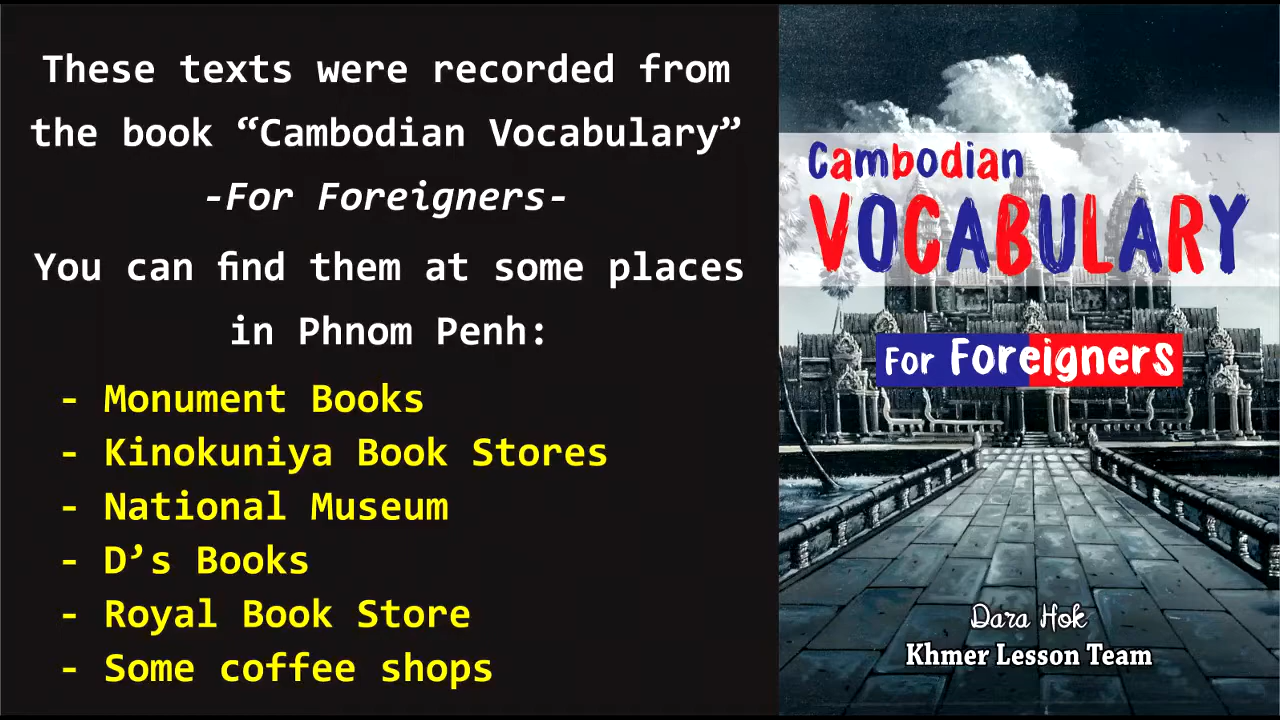 These texts were recorded from
the book “Cambodian Vocabulary”
-For Foreigners-
You can find them at some places
in Phnom Penh:
- Monument Books
- Kinokuniya Book Stores
- National Museum
- D’s Books
- Royal Book Store
- Some coffee shops
Cambodian
VOCABULARY
For Foreigners
Dara Hok
Khmer Lesson Team